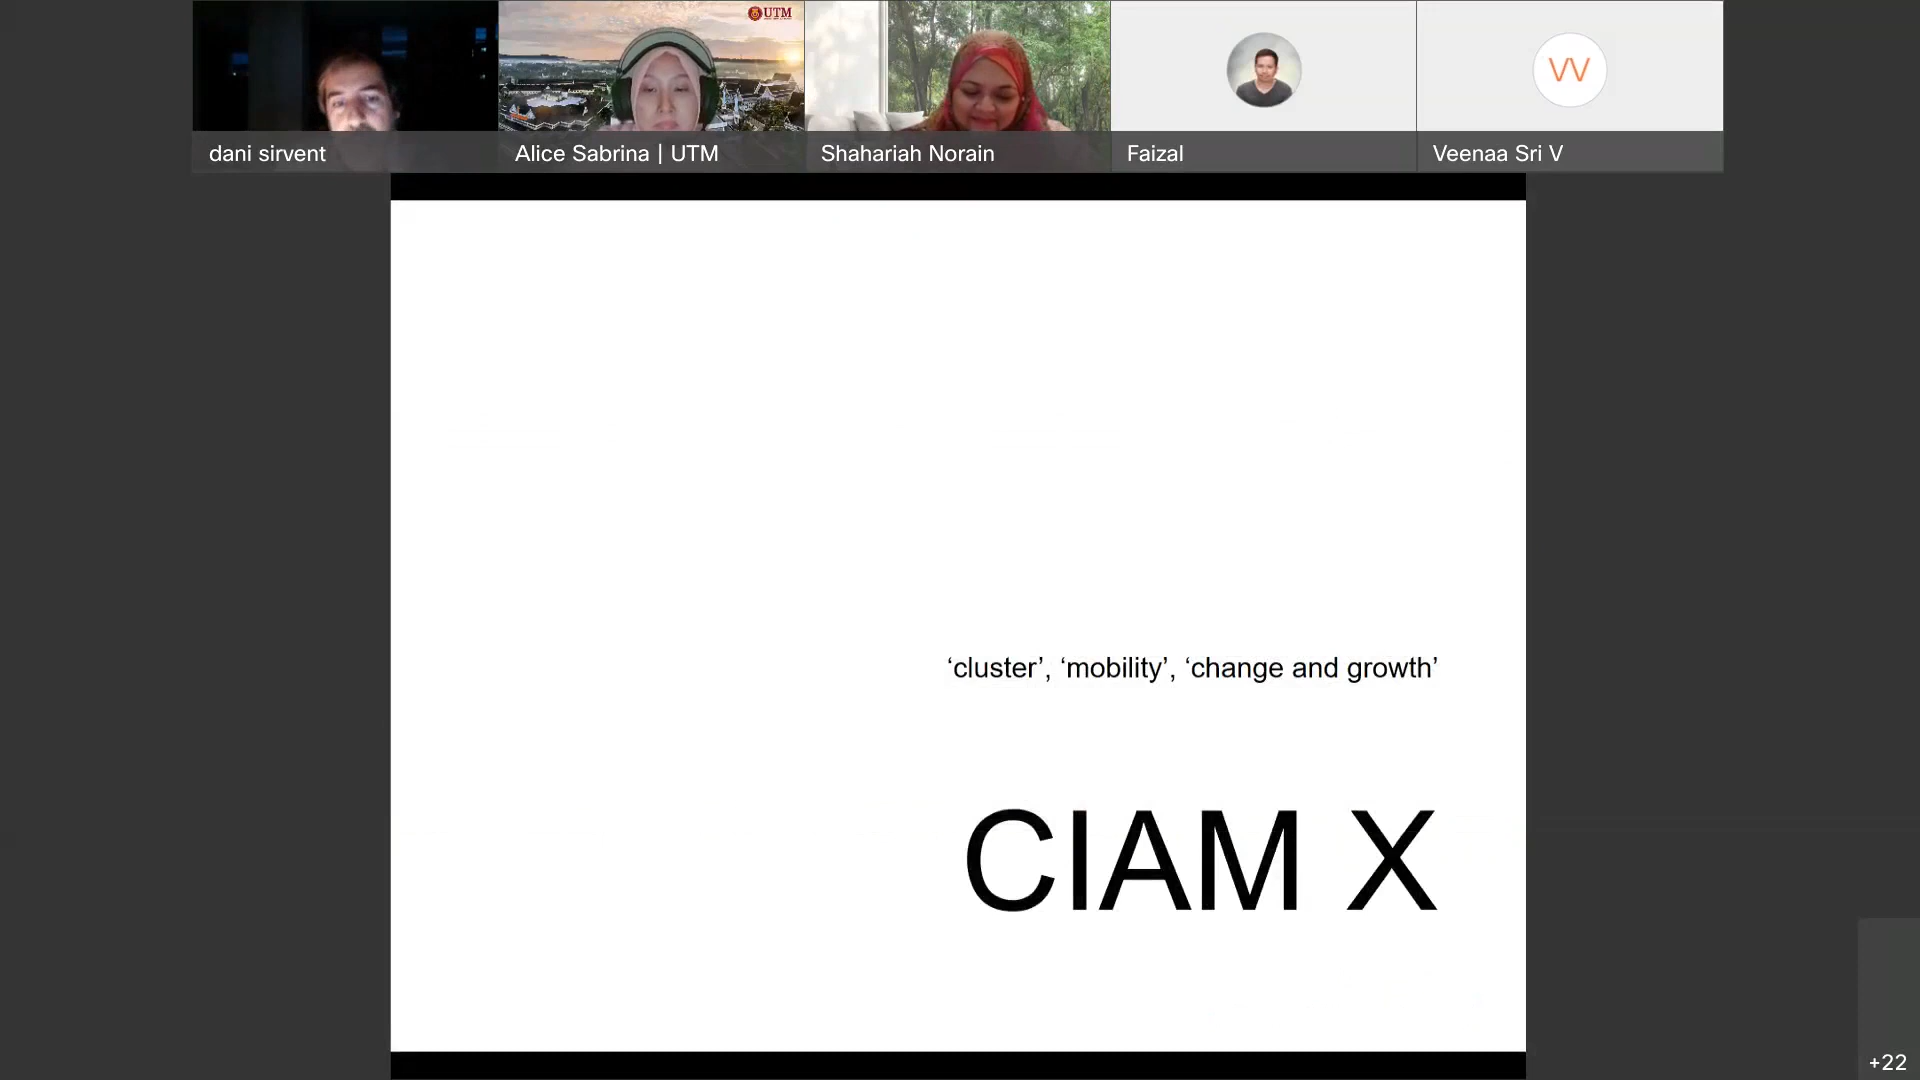 UTM
dani sirvent
Alice Sabrina | UTM
Shahariah Norain
Faizal
VV
Veenaa Sri V
‘cluster’, ‘mobility’, ‘change and growth’
CIAM X
+22